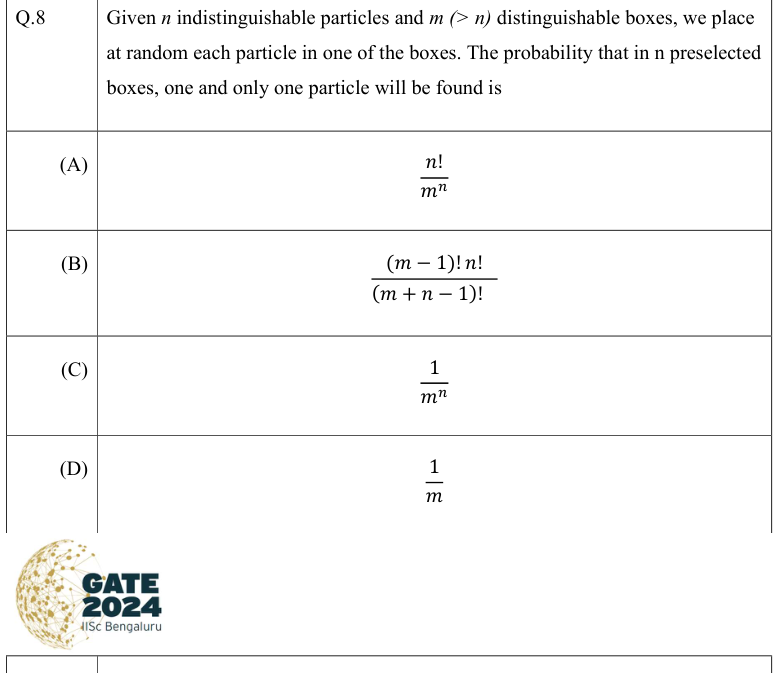 Q.8 Given n indistinguishable particles and m (> n) distinguishable boxes, we place
at random each particle in one of the boxes. The probability that in n preselected
boxes, one and only one particle will be found is
(A) n!
mⁿ
(B) (m − 1)! n!
(m + n − 1)!
(C) 1
mⁿ
(D) 1
m
GATE
2024
IISc Bengaluru